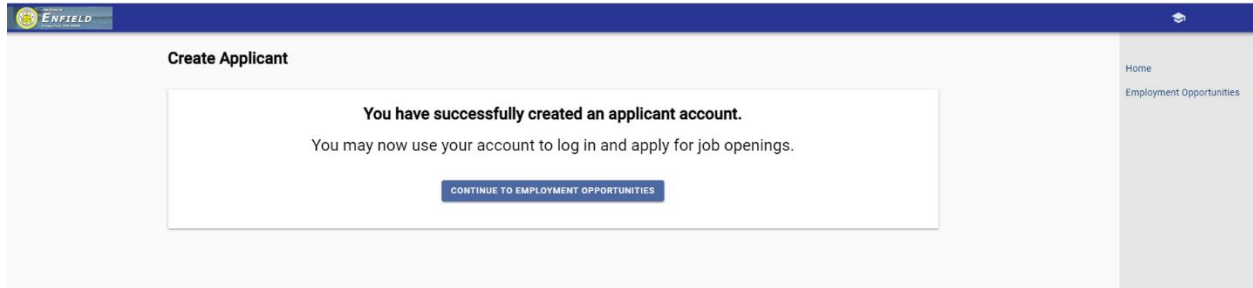 ENFIELD
Create Applicant
Home
Employment Opportunities
You have successfully created an applicant account.
You may now use your account to log in and apply for job openings.
CONTINUE TO EMPLOYMENT OPPORTUNITIES